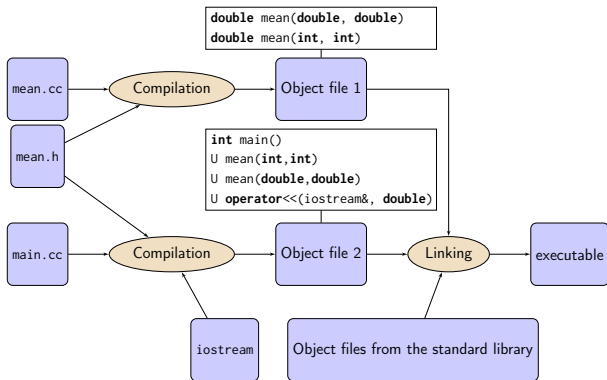 double mean(double, double)
double mean(int, int)
mean.cc
Compilation
Object file 1
mean.h
int main()
U mean(int,int)
U mean(double,double)
U operator<<(iostream&, double)
main.cc
Compilation
Object file 2
Linking
executable
iostream
Object files from the standard library